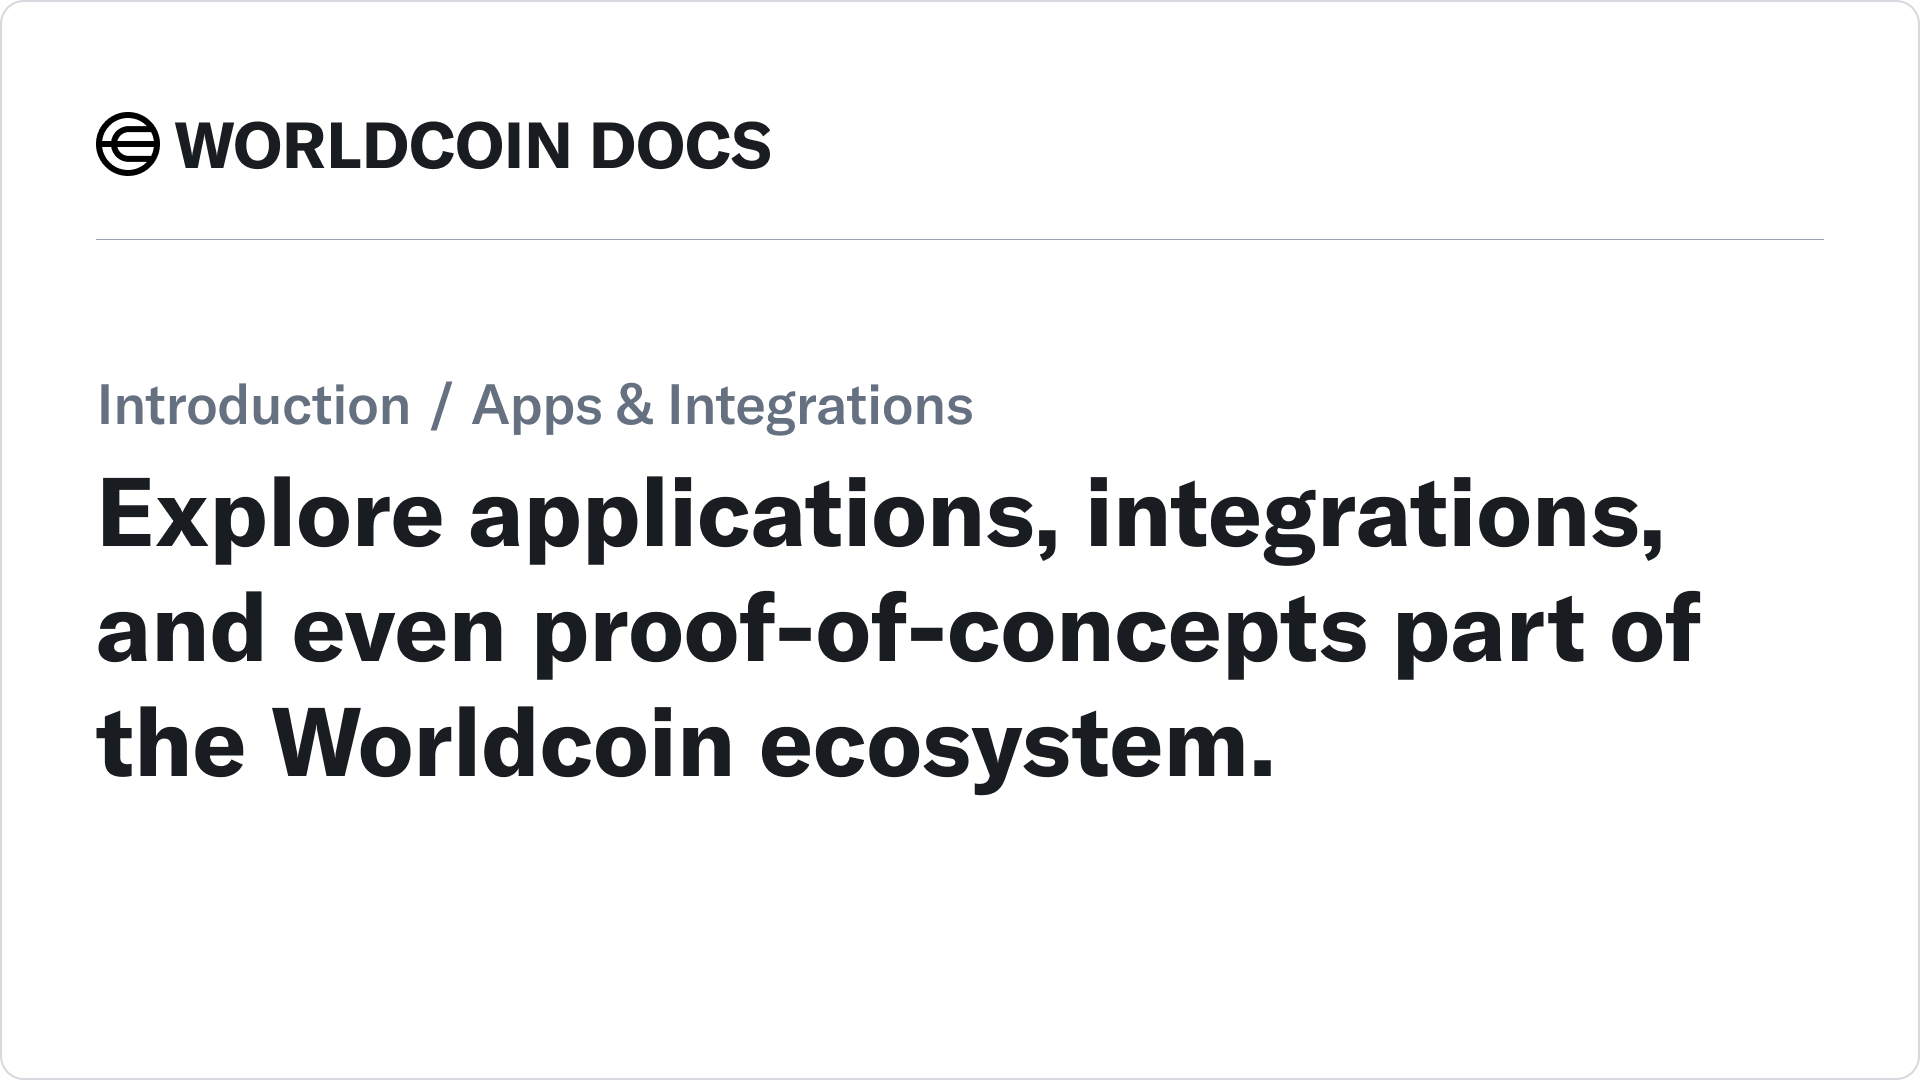 WORLDCOIN DOCS
Introduction / Apps & Integrations
Explore applications, integrations,
and even proof-of-concepts part of
the Worldcoin ecosystem.